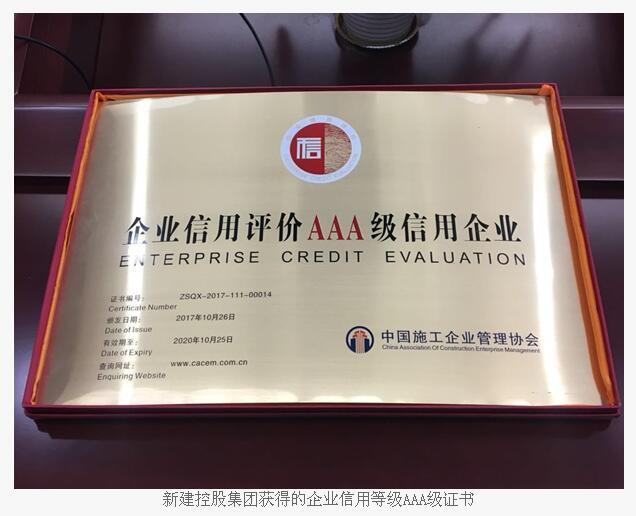 信
企业信用评价AAA级信用企业
ENTERPRISE CREDIT EVALUATION
证书编号: ZSQX-2017-111-00014
Certificate Number
颁发日期: 2017年10月26日
Date of Issue
有效期至: 2020年10月25日
Date of Expiry
查询网址: www.cacem.com.cn
Enquiring Website
中国施工企业管理协会
China Association Of Construction Enterprise Management
新建控股集团获得的企业信用等级AAA级证书